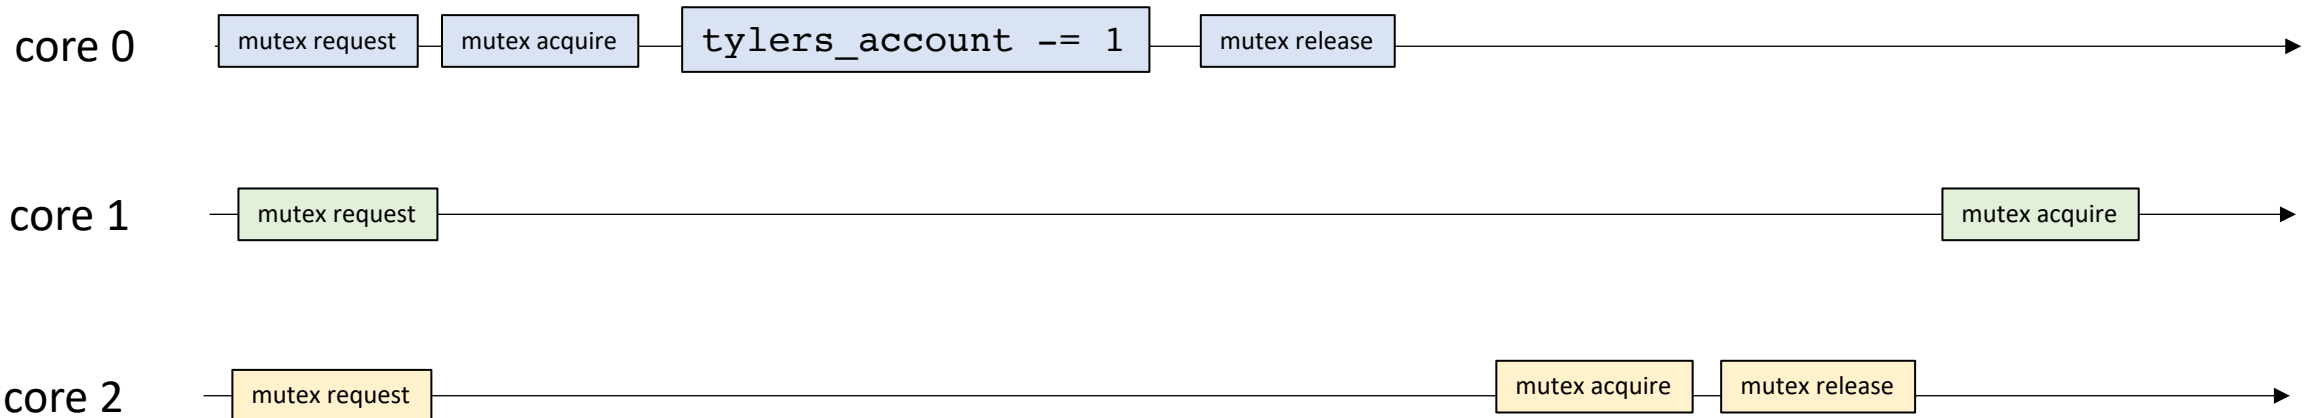 core 0 mutex request mutex acquire tylers_account -= 1 mutex release
core 1 mutex request mutex acquire
core 2 mutex request mutex acquire mutex release